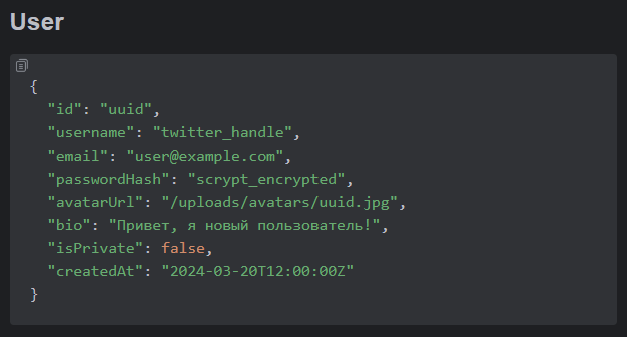 User
{
"id": "uuid",
"username": "twitter_handle",
"email": "user@example.com",
"passwordHash": "scrypt_encrypted",
"avatarUrl": "/uploads/avatars/uuid.jpg",
"bio": "Привет, я новый пользователь!",
"isPrivate": false,
"createdAt": "2024-03-20T12:00:00Z"
}